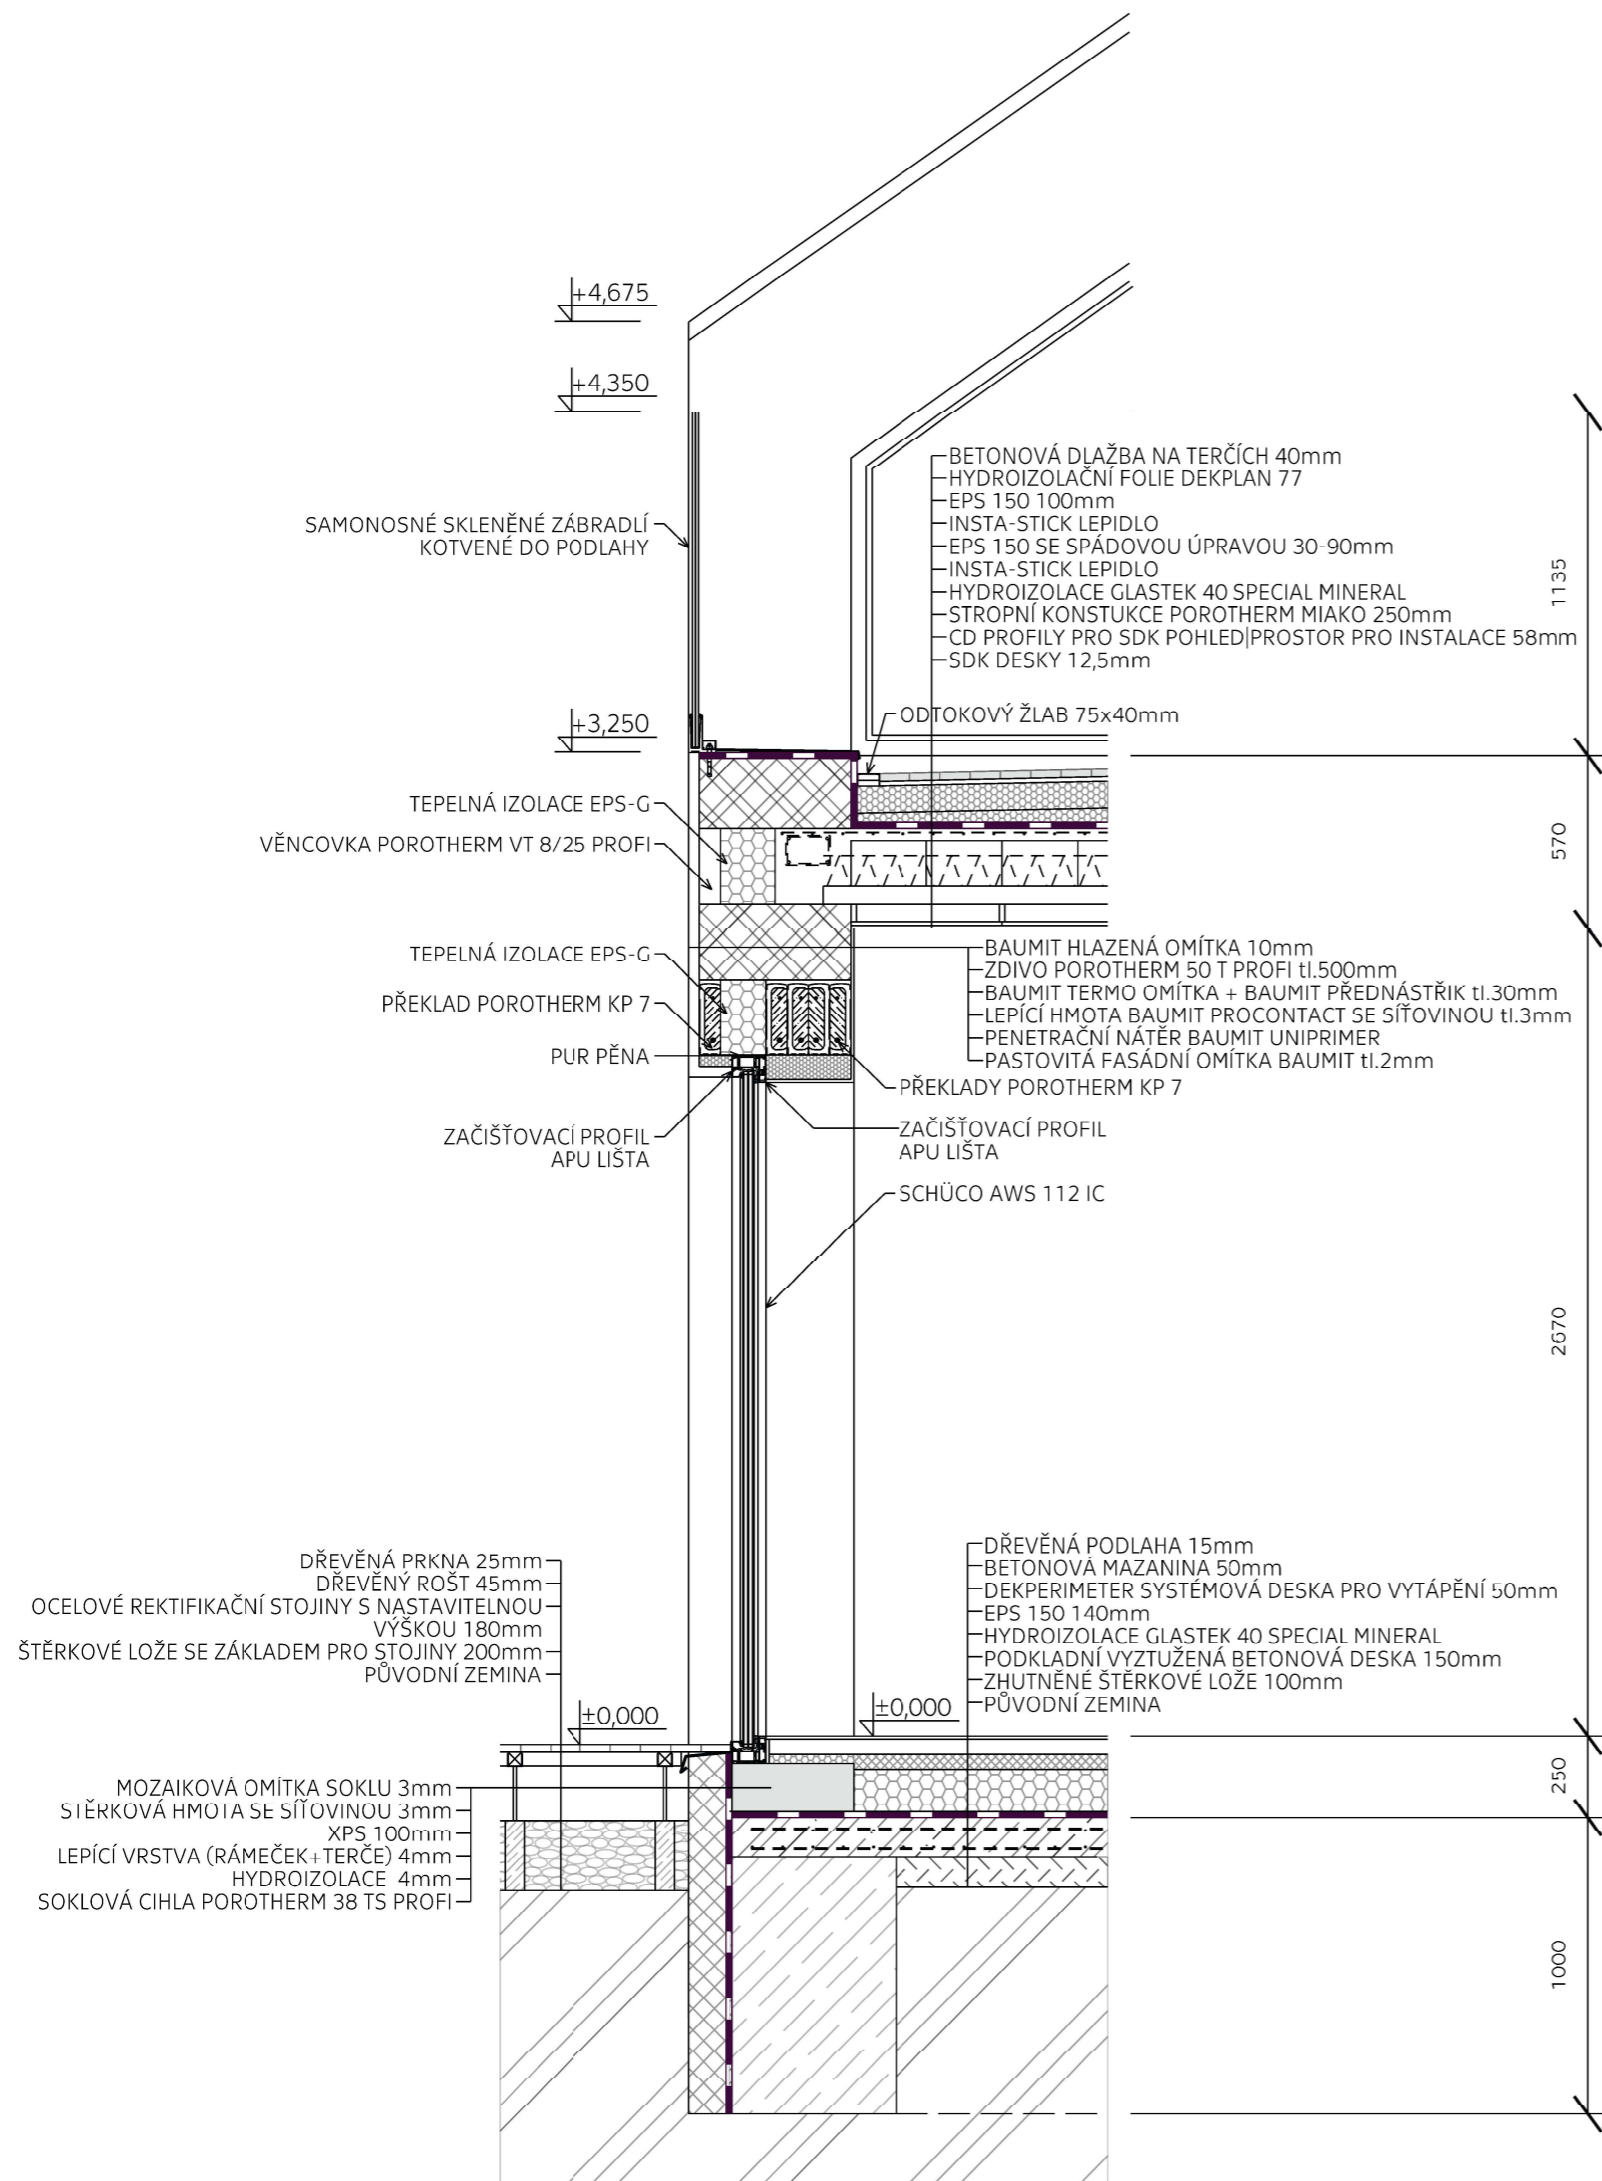 +4,675
+4,350
SAMONOSNÉ SKLENĚNÉ ZÁBRADLÍ
KOTVENÉ DO PODLAHY
BETONOVÁ DLAŽBA NA TERČÍCH 40mm
HYDROIZOLAČNÍ FOLIE DEKPLAN 77
EPS 150 100mm
INSTA-STICK LEPIDLO
EPS 150 SE SPÁDOVOU ÚPRAVOU 30-90mm
INSTA-STICK LEPIDLO
HYDROIZOLACE GLASTEK 40 SPECIAL MINERAL
STROPNÍ KONSTUKCE POROTHERM MIAKO 250mm
CD PROFILY PRO SDK POHLED|PROSTOR PRO INSTALACE 58mm
SDK DESKY 12,5mm
1135
+3,250
ODTOKOVÝ ŽLAB 75x40mm
TEPELNÁ IZOLACE EPS-G
VĚNCOVKA POROTHERM VT 8/25 PROFI
570
TEPELNÁ IZOLACE EPS-G
PŘEKLAD POROTHERM KP 7
PUR PĚNA
BAUMIT HLAZENÁ OMÍTKA 10mm
ZDIVO POROTHERM 50 T PROFI tl.500mm
BAUMIT TERMO OMÍTKA + BAUMIT PŘEDNÁSTŘIK tl.30mm
LEPÍCÍ HMOTA BAUMIT PROCONTACT SE SÍŤOVINOU tl.3mm
PENETRAČNÍ NÁTĚR BAUMIT UNIPRIMER
PASTOVITÁ FASÁDNÍ OMÍTKA BAUMIT tl.2mm
PŘEKLADY POROTHERM KP 7
ZAČIŠŤOVACÍ PROFIL
APU LIŠTA
ZAČIŠŤOVACÍ PROFIL
APU LIŠTA
SCHÜCO AWS 112 IC
2670
DŘEVĚNÁ PRKNA 25mm
DŘEVĚNÝ ROŠT 45mm
OCELOVÉ REKTIFIKAČNÍ STOJINY S NASTAVITELNOU
VÝŠKOU 180mm
ŠTĚRKOVÉ LOŽE SE ZÁKLADEM PRO STOJINY 200mm
PŮVODNÍ ZEMINA
DŘEVĚNÁ PODLAHA 15mm
BETONOVÁ MAZANINA 50mm
DEKPERIMETER SYSTÉMOVÁ DESKA PRO VYTÁPĚNÍ 50mm
EPS 150 140mm
HYDROIZOLACE GLASTEK 40 SPECIAL MINERAL
PODKLADNÍ VYZTUŽENÁ BETONOVÁ DESKA 150mm
ZHUTNĚNÉ ŠTĚRKOVÉ LOŽE 100mm
PŮVODNÍ ZEMINA
±0,000
±0,000
MOZAIKOVÁ OMÍTKA SOKLU 3mm
STĚRKOVÁ HMOTA SE SÍŤOVINOU 3mm
XPS 100mm
LEPÍCÍ VRSTVA (RÁMEČEK+TERČE) 4mm
HYDROIZOLACE 4mm
SOKLOVÁ CIHLA POROTHERM 38 TS PROFI
250
1000